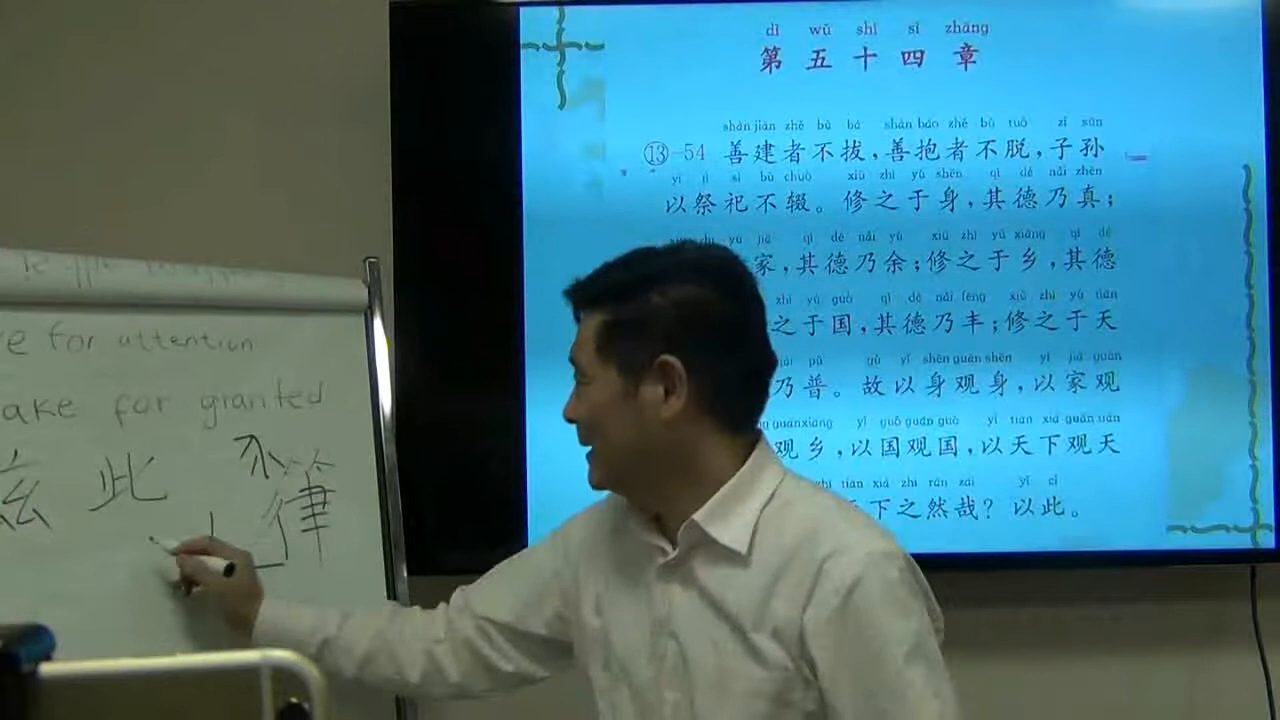 dì wǔ shí sì zhāng
第五十四章
shàn jiàn zhě bù bá shàn bào zhě bù tuō zǐ sūn
⑬-54 善建者不拔,善抱者不脱,子孙
yǐ jì sì bù chuò xiū zhī yú shēn qí dé nǎi zhēn
以祭祀不辍。修之于身,其德乃真;
zhī yú jiā qí dé nǎi yú xiū zhī yú xiāng qí dé
家,其德乃余;修之于乡,其德
zhī yú guó qí dé nǎi fēng xiū zhī yú tiān
之于国,其德乃丰;修之于天
nǎi pǔ gù yǐ shēn guān shēn yǐ jiā guān
乃普。故以身观身,以家观
guān xiāng yǐ guó guān guó yǐ tiān xià guān tiān
观乡,以国观国,以天下观天
zhī tiān xià zhī rán zāi yǐ cǐ
下之然哉?以此。
for attention
ake for granted
兹 此 不 律